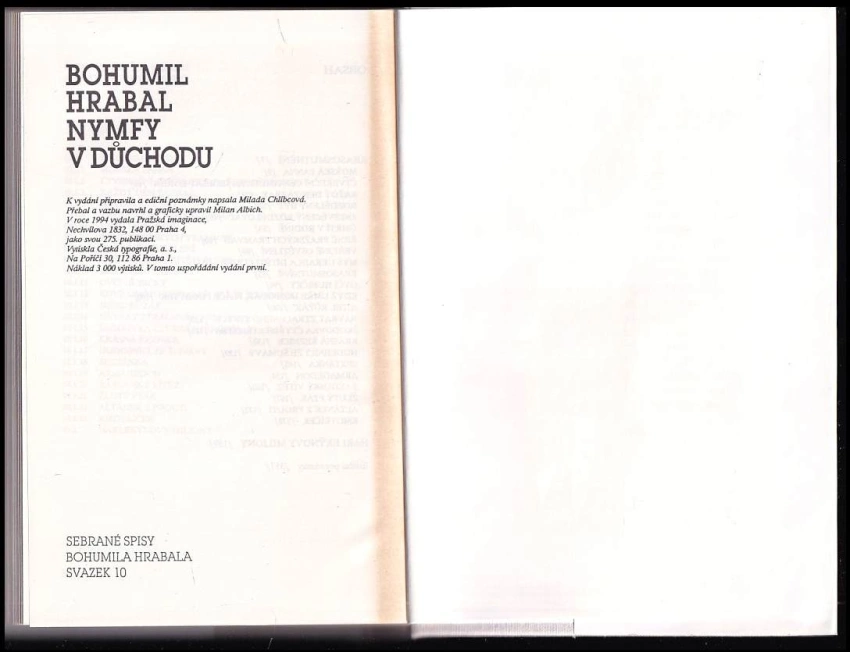 BOHUMIL
HRABAL
NYMFY
V DŮCHODU
K vydání připravila a ediční poznámky napsala Milada Chlíbcová.
Přebal a vazbu navrhl a graficky upravil Milan Albich.
V roce 1994 vydala Pražská imaginace,
Nechvílova 1832, 148 00 Praha 4,
jako svou 275. publikaci.
Vytiskla Česká typografie, a. s.,
Na Poříčí 30, 112 86 Praha 1.
Náklad 3 000 výtisků. V tomto uspořádání vydání první.
SEBRANÉ SPISY
BOHUMILA HRABALA
SVAZEK 10